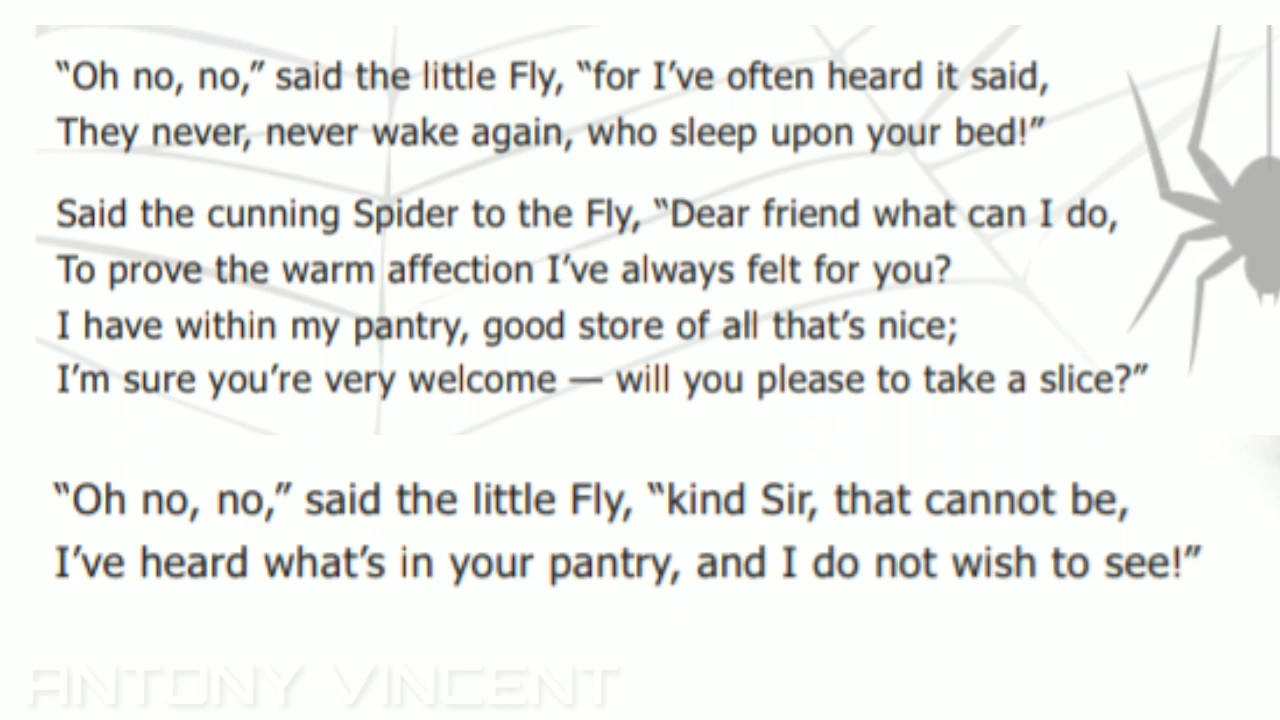 “Oh no, no,” said the little Fly, “for I’ve often heard it said,
They never, never wake again, who sleep upon your bed!”
Said the cunning Spider to the Fly, “Dear friend what can I do,
To prove the warm affection I’ve always felt for you?
I have within my pantry, good store of all that’s nice;
I’m sure you’re very welcome — will you please to take a slice?”
“Oh no, no,” said the little Fly, “kind Sir, that cannot be,
I’ve heard what’s in your pantry, and I do not wish to see!”
ANTONY VINCENT